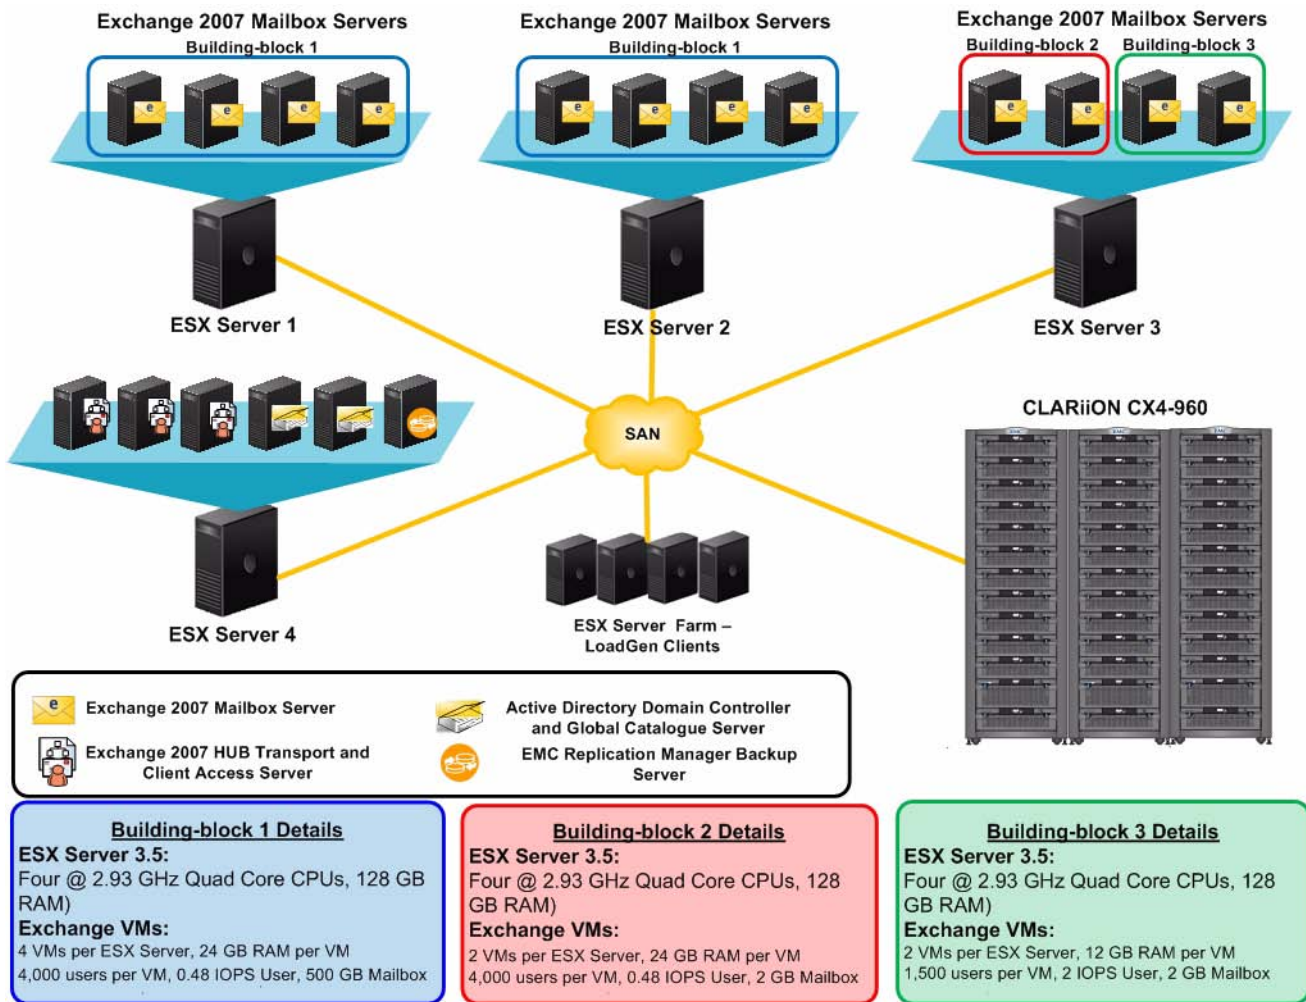 Exchange 2007 Mailbox Servers
Building-block 1
Exchange 2007 Mailbox Servers
Building-block 1
Exchange 2007 Mailbox Servers
Building-block 2
Building-block 3
ESX Server 1
ESX Server 2
ESX Server 3
SAN
CLARiiON CX4-960
ESX Server 4
ESX Server Farm –
LoadGen Clients
Exchange 2007 Mailbox Server
Exchange 2007 HUB Transport and
Client Access Server
Active Directory Domain Controller
and Global Catalogue Server
EMC Replication Manager Backup
Server
Building-block 1 Details
ESX Server 3.5:
Four @ 2.93 GHz Quad Core CPUs, 128 GB
RAM)
Exchange VMs:
4 VMs per ESX Server, 24 GB RAM per VM
4,000 users per VM, 0.48 IOPS User, 500 GB Mailbox
Building-block 2 Details
ESX Server 3.5:
Four @ 2.93 GHz Quad Core CPUs, 128
GB RAM)
Exchange VMs:
2 VMs per ESX Server, 24 GB RAM per VM
4,000 users per VM, 0.48 IOPS User, 2 GB Mailbox
Building-block 3 Details
ESX Server 3.5:
Four @ 2.93 GHz Quad Core CPUs, 128
GB RAM)
Exchange VMs:
2 VMs per ESX Server, 12 GB RAM per VM
1,500 users per VM, 2 IOPS User, 2 GB Mailbox